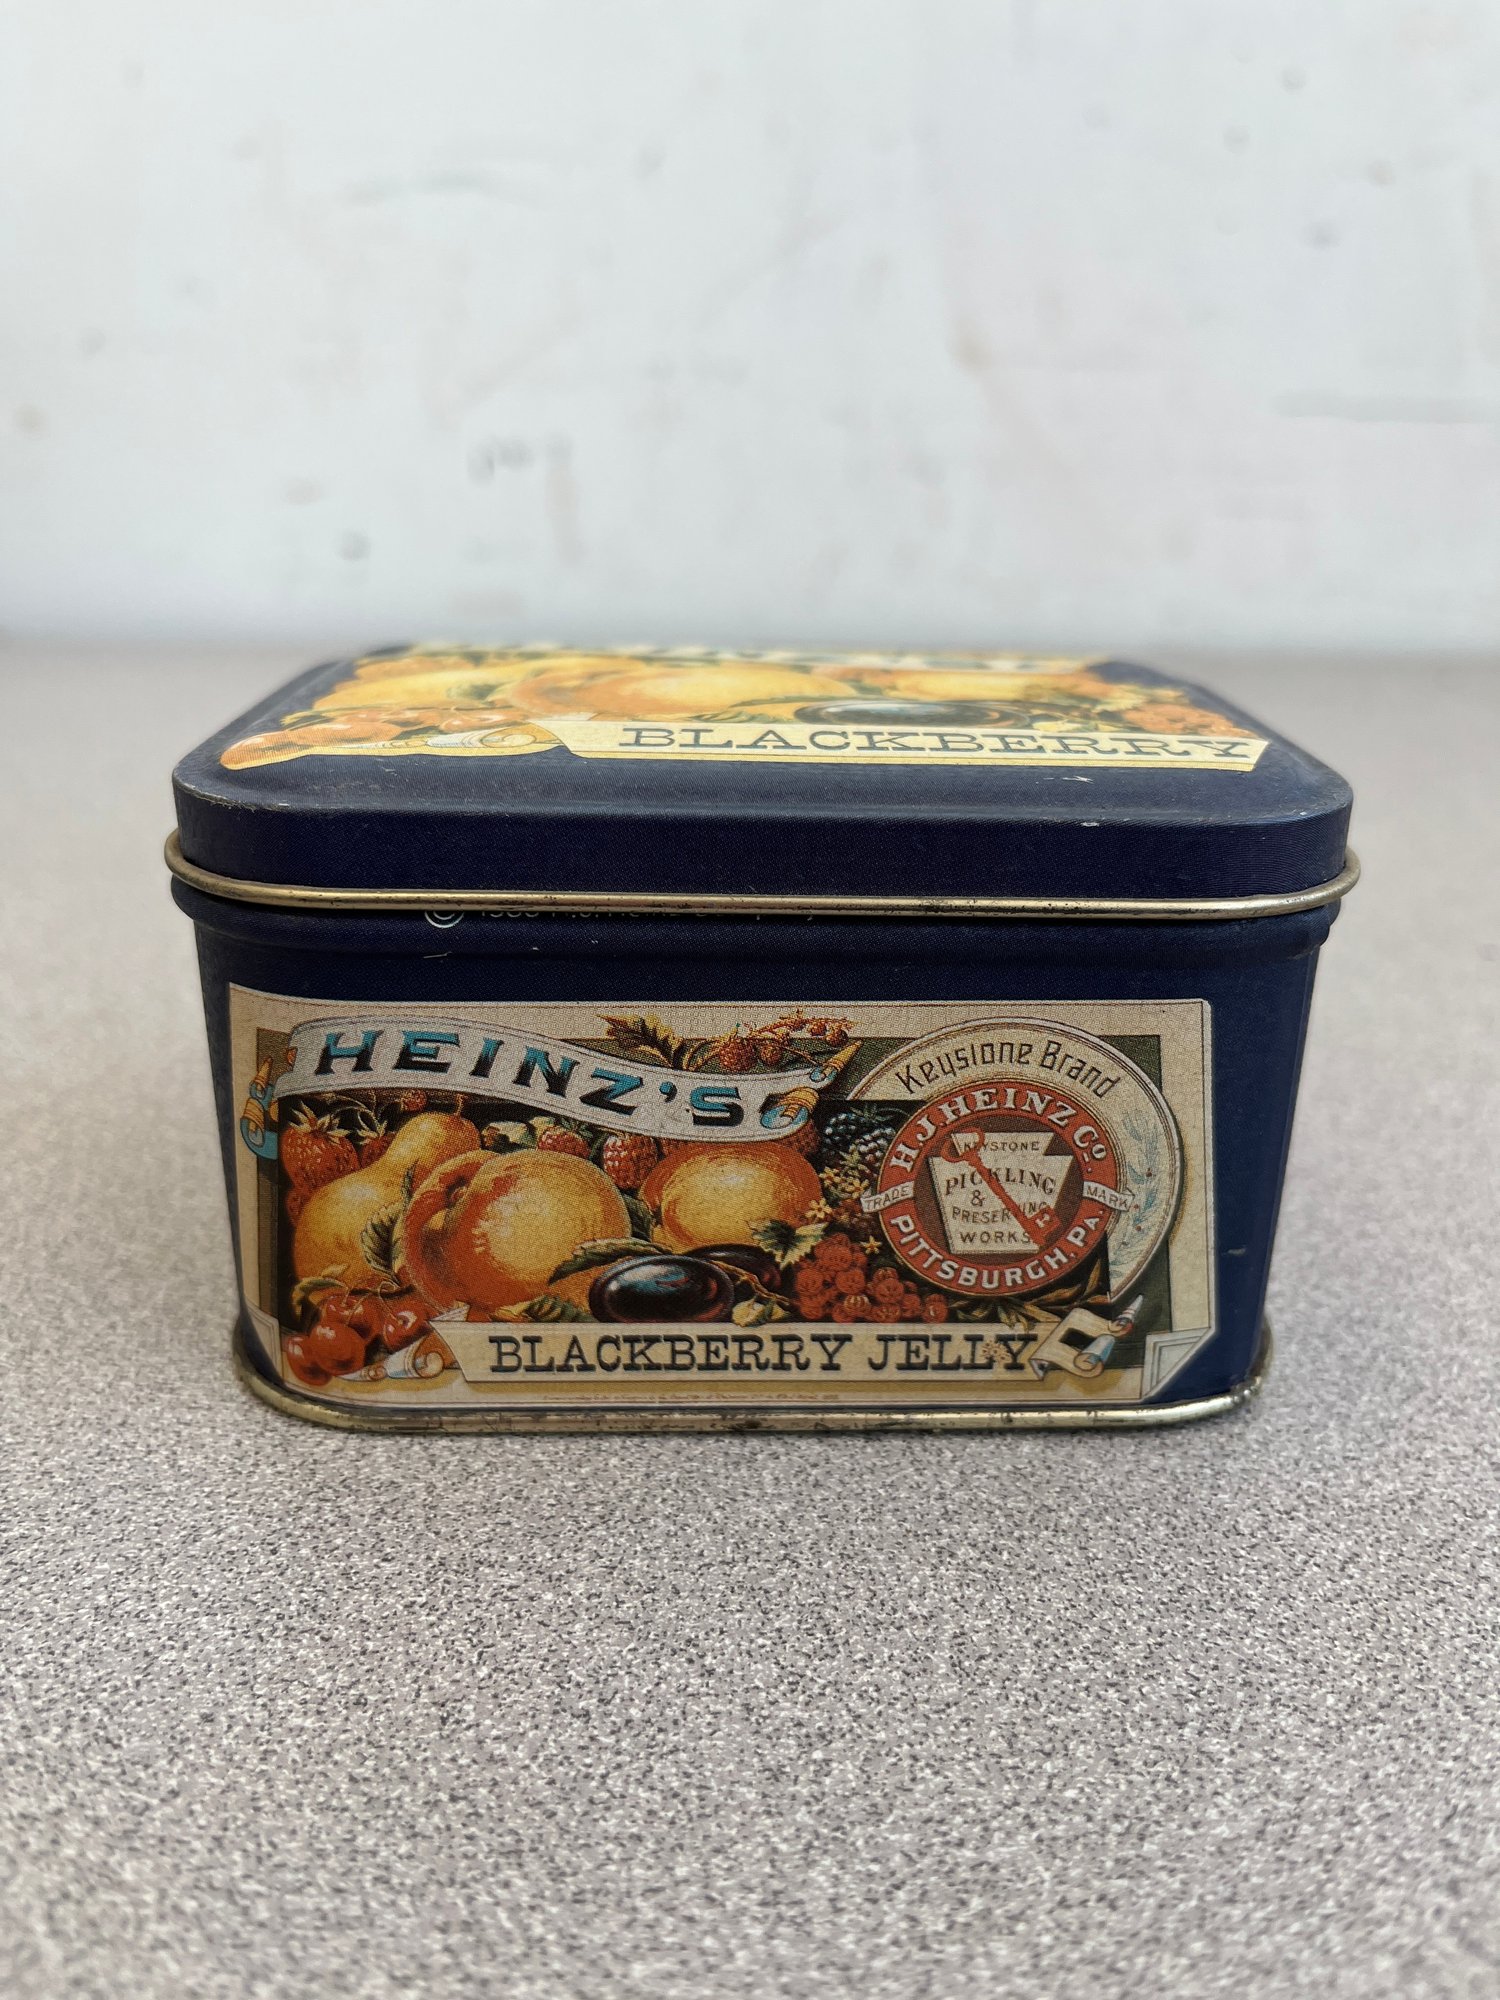 BLACKBERRY
©
HEINZ'S
Keystone Brand
H.J. HEINZ Co.
KEYSTONE
PICKLING
&
PRESERVING
WORKS
TRADE MARK
PITTSBURGH, PA.
BLACKBERRY JELLY